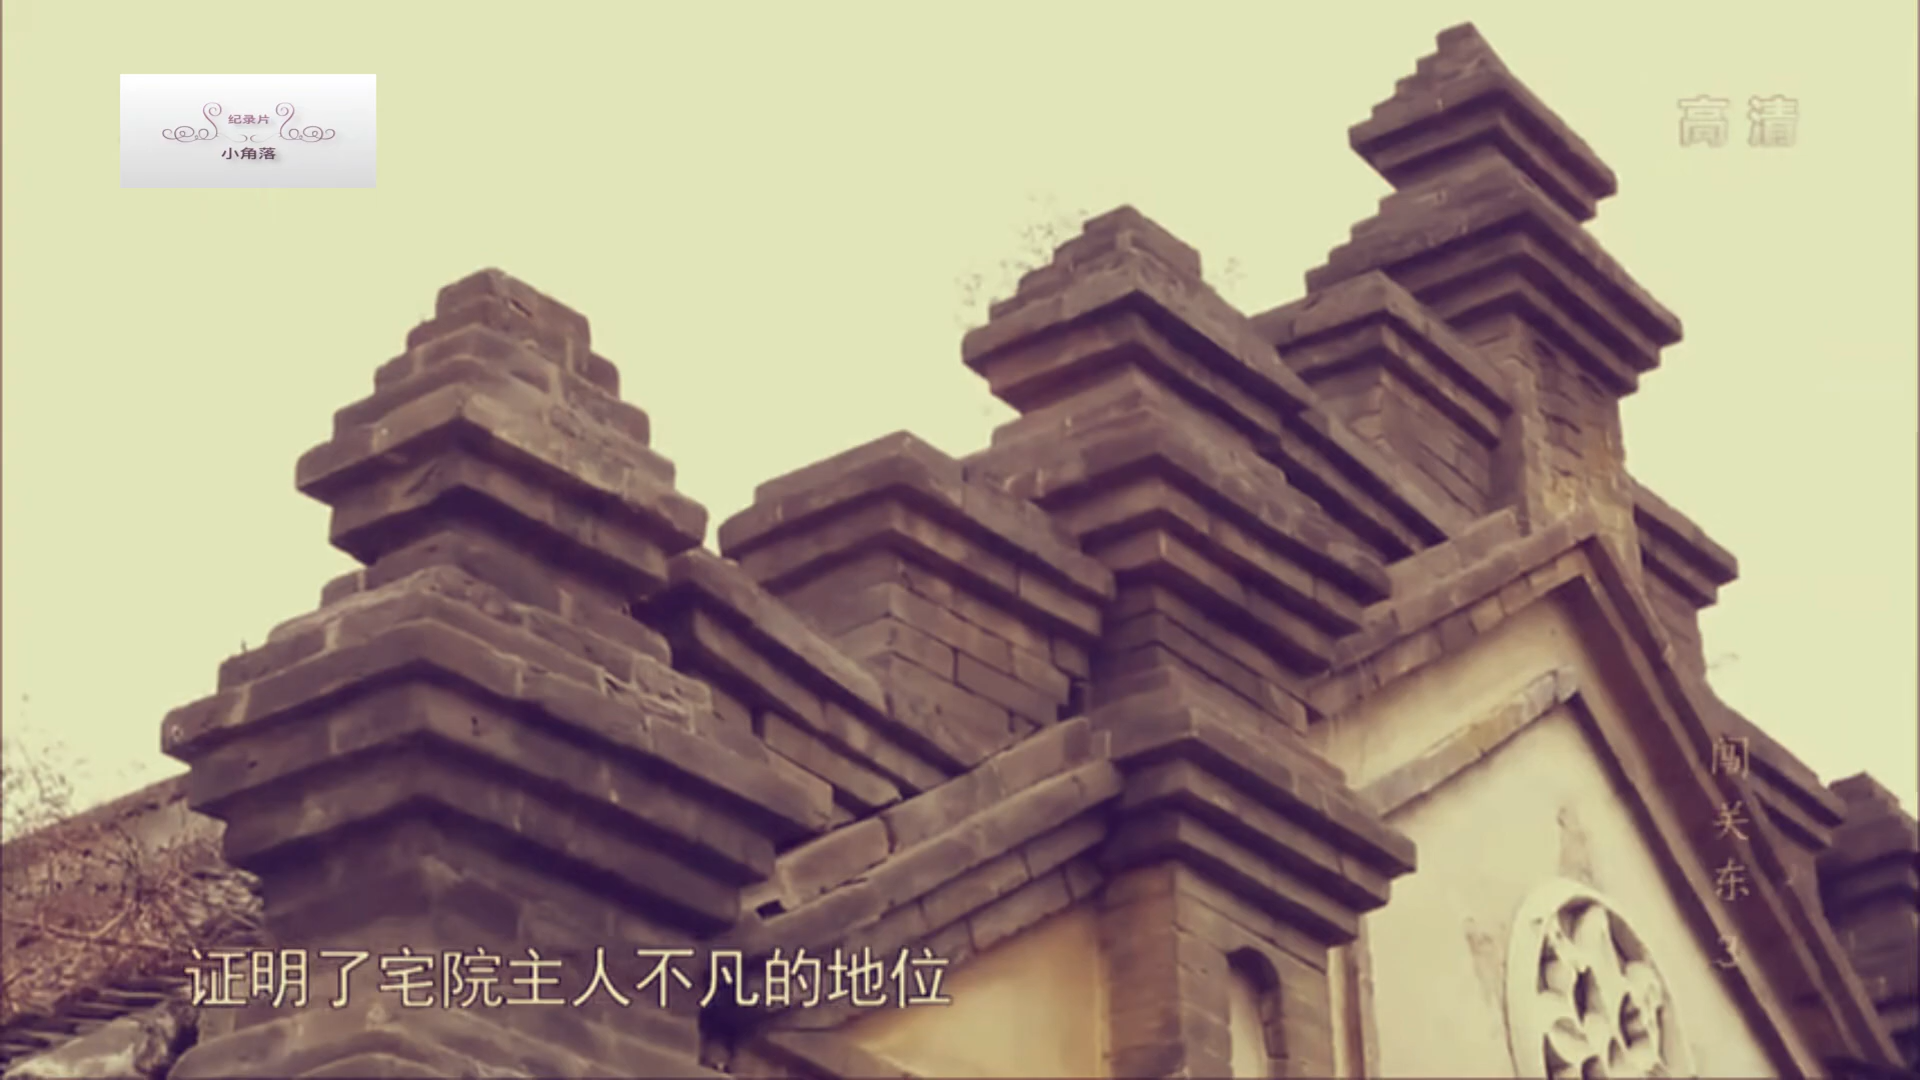 纪录片
小角落
高清
闯关东3
证明了宅院主人不凡的地位